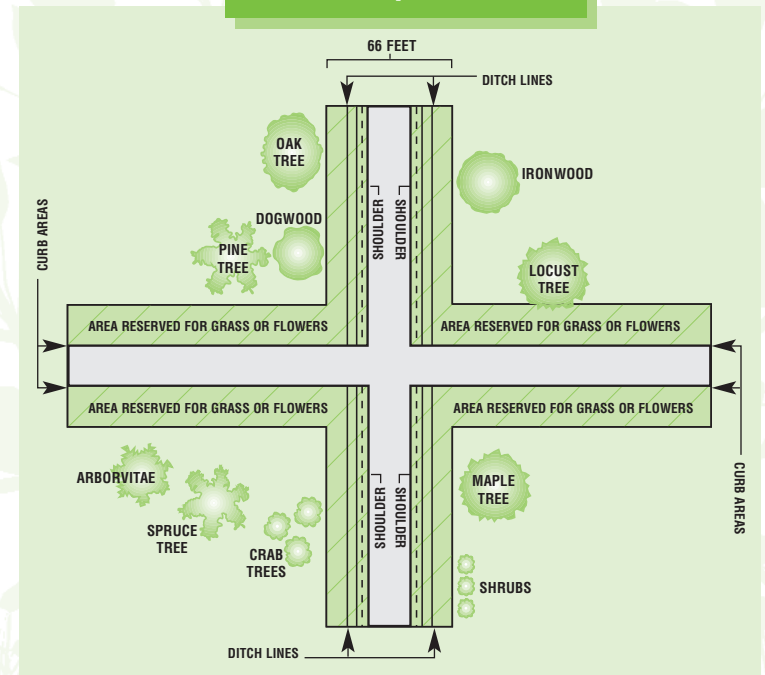 66 FEET
DITCH LINES
OAK
TREE
IRONWOOD
DOGWOOD
PINE
TREE
SHOULDER
SHOULDER
LOCUST
TREE
CURB AREAS
AREA RESERVED FOR GRASS OR FLOWERS
AREA RESERVED FOR GRASS OR FLOWERS
AREA RESERVED FOR GRASS OR FLOWERS
AREA RESERVED FOR GRASS OR FLOWERS
ARBORVITAE
SPRUCE
TREE
CRAB
TREES
SHOULDER
SHOULDER
MAPLE
TREE
CURB AREAS
SHRUBS
DITCH LINES